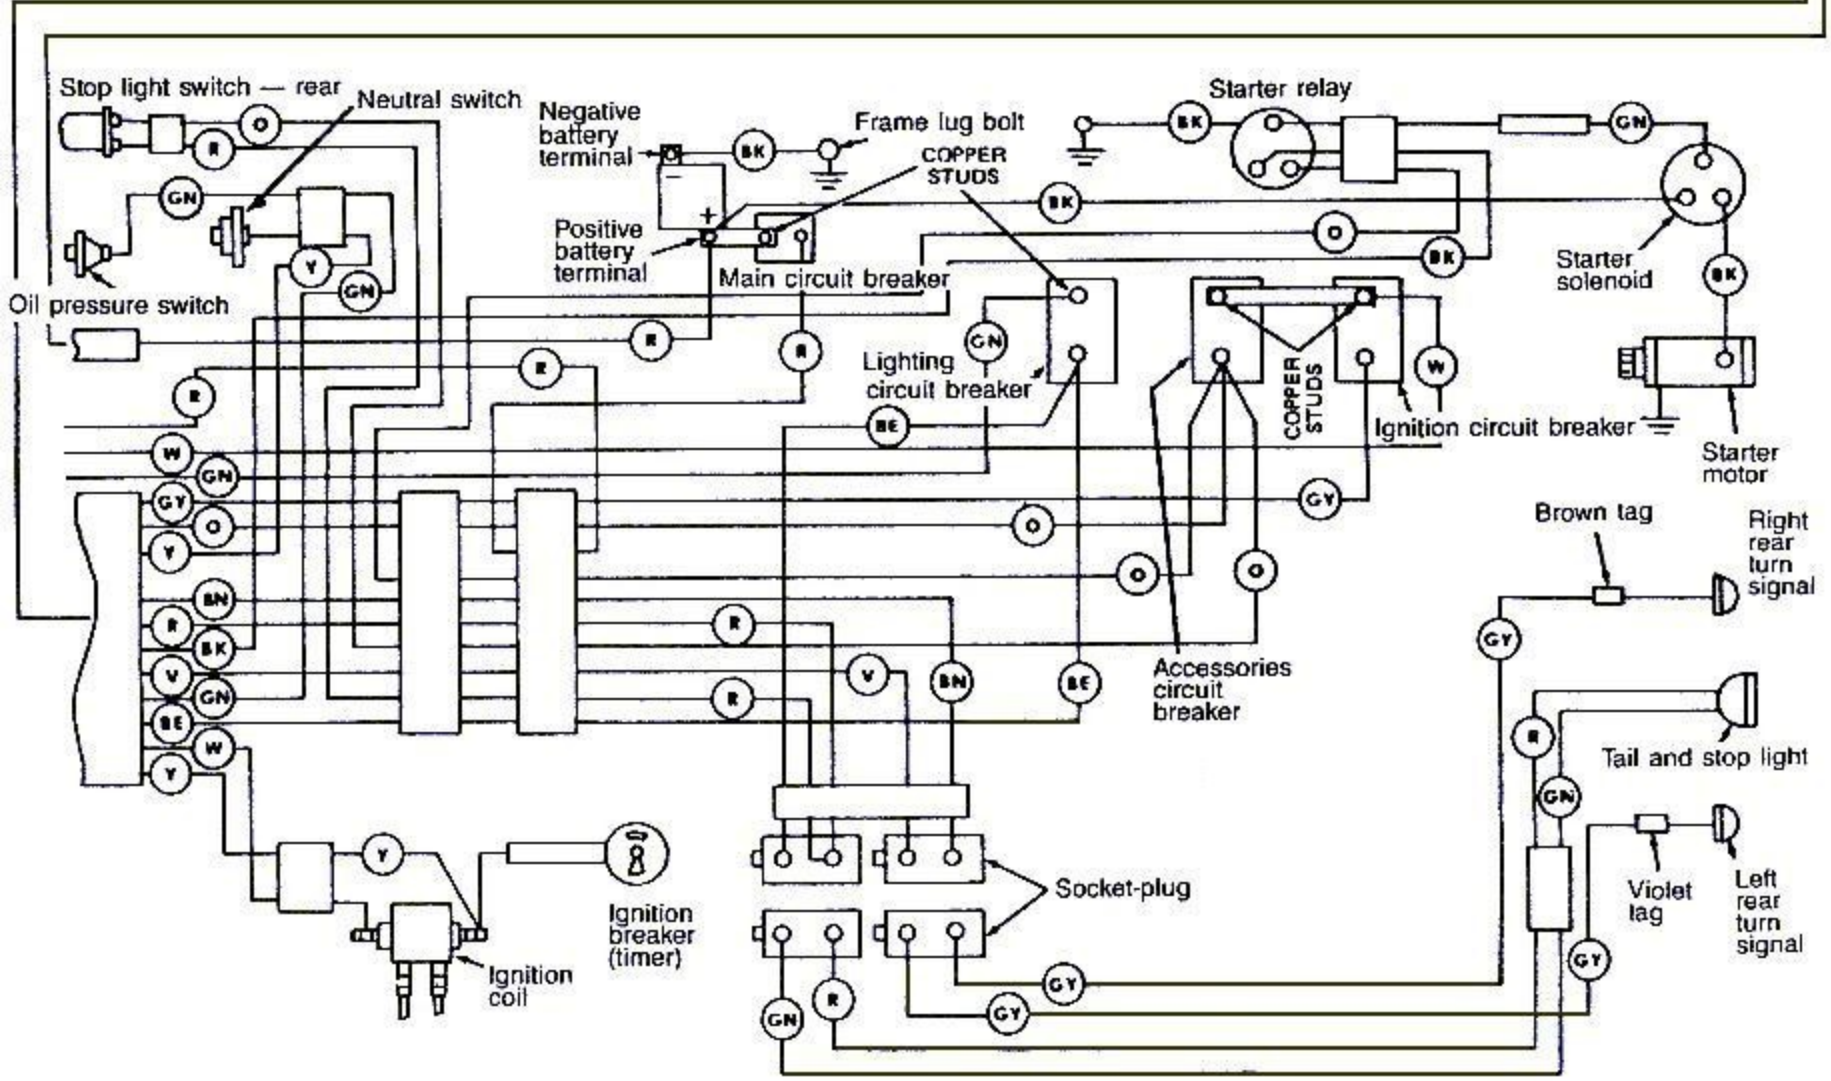 Stop light switch — rear
Neutral switch
Negative
battery
terminal
Frame lug bolt
COPPER
STUDS
Starter relay
O
R
BK
BK
GN
GN
−
+
BK
Positive
battery
terminal
Main circuit breaker
O
BK
Starter
solenoid
BK
Y
GN
Oil pressure switch
R
R
GN
R
R
Lighting
circuit breaker
W
COPPER
STUDS
Ignition circuit breaker
Starter
motor
BE
W
GN
GY
GY
O
O
Y
O
O
Brown tag
Right
rear
turn
signal
BN
R
R
BK
GY
V
V
BN
BE
Accessories
circuit
breaker
GN
R
BE
W
Y
R
Tail and stop light
GN
Y
Ignition
breaker
(timer)
Socket-plug
Violet
tag
Left
rear
turn
signal
Ignition
coil
GY
GY
GY
GN
R